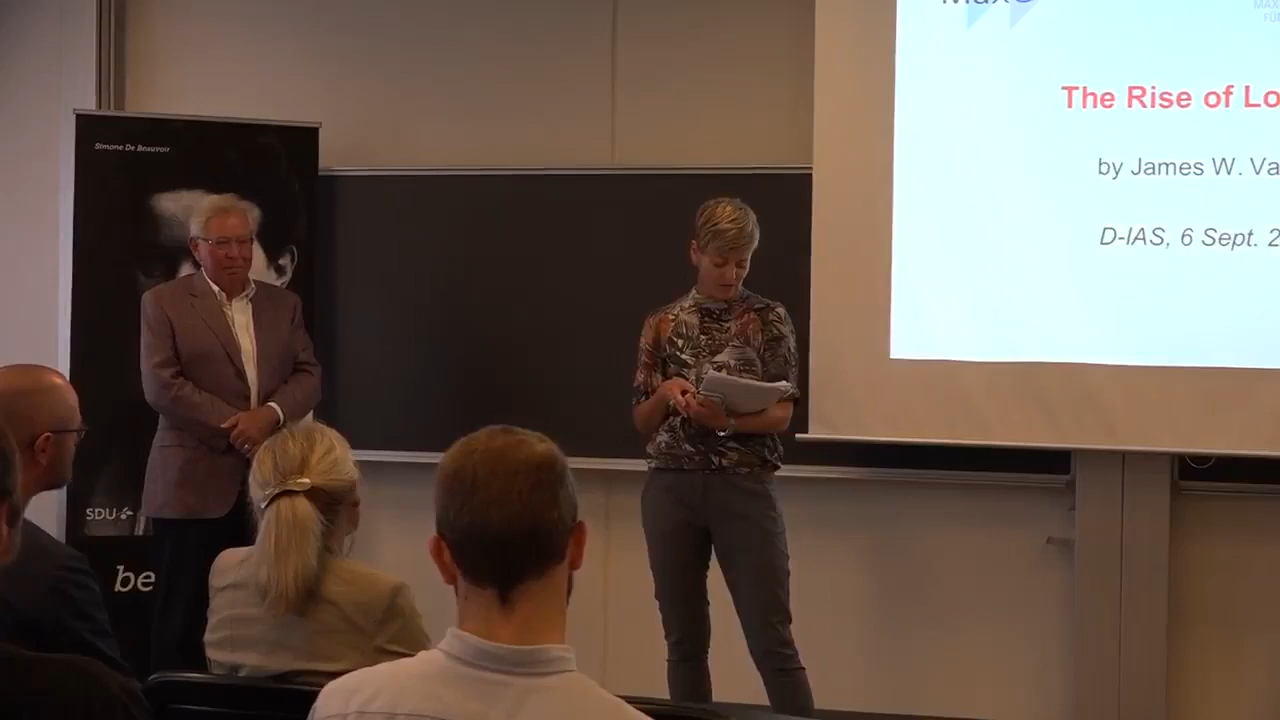 Simone De Beauvoir
SDU
be
The Rise of Lo
by James W. Va
D-IAS, 6 Sept. 2